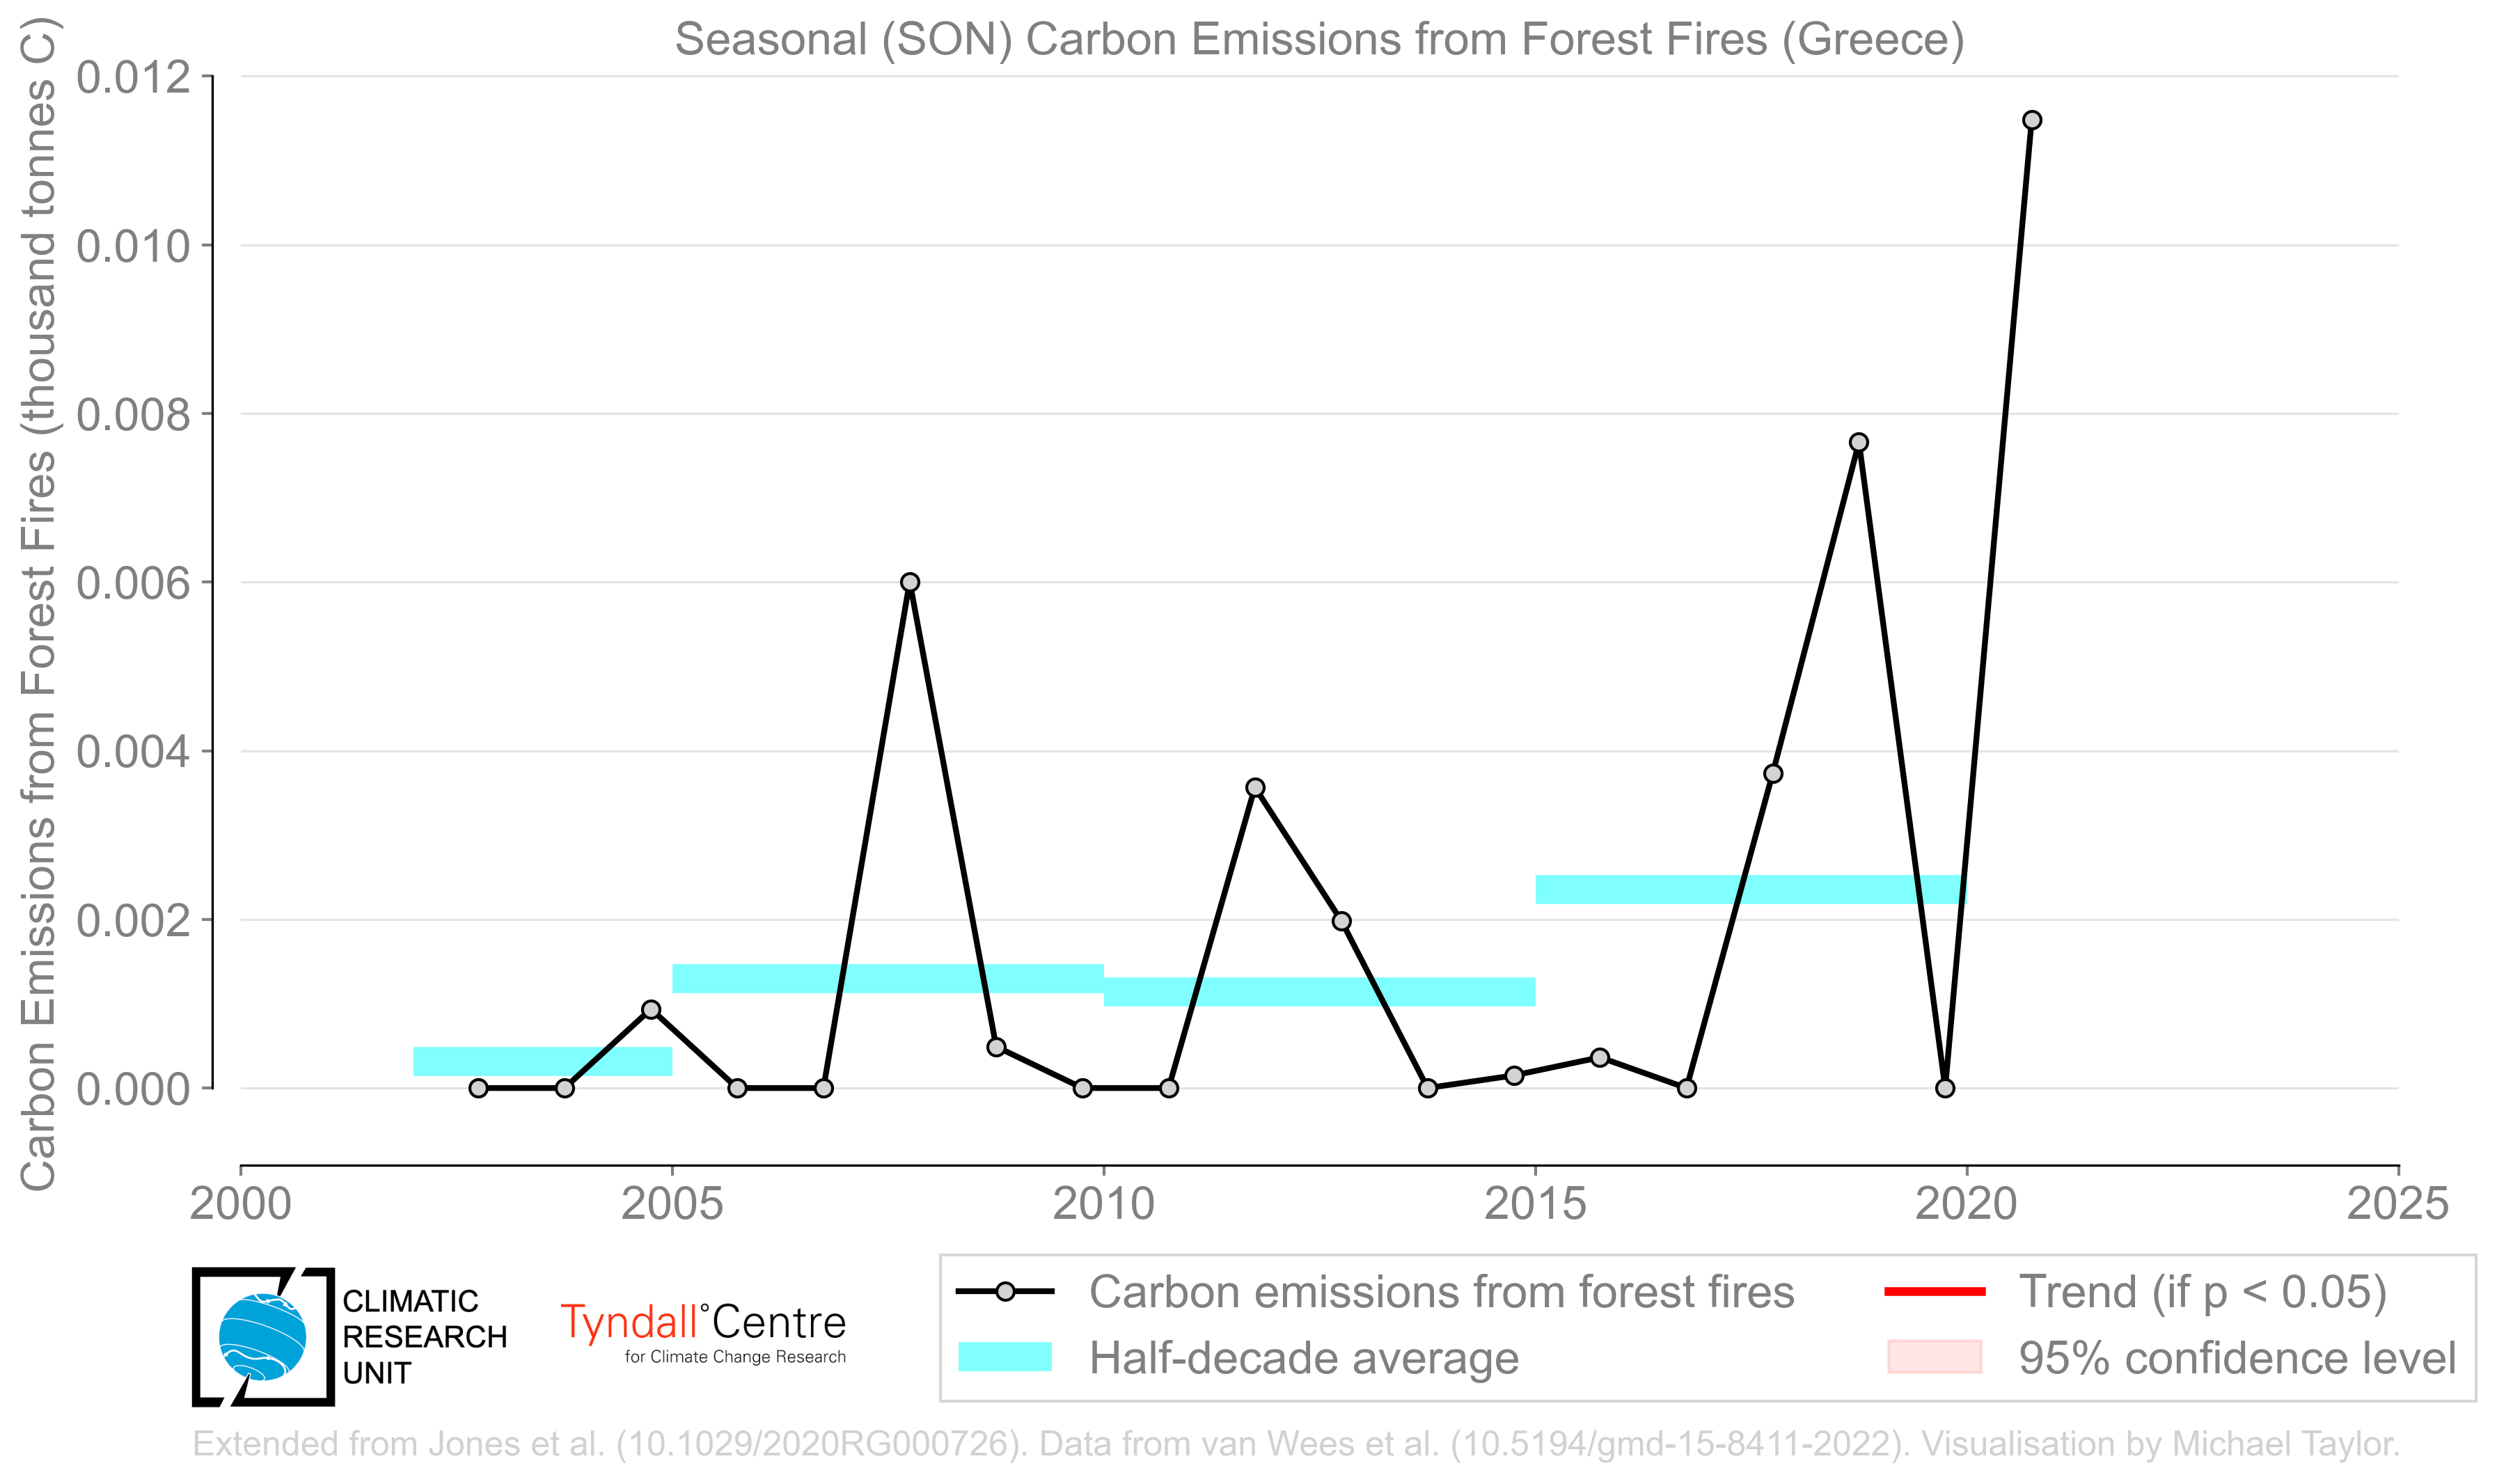 Seasonal (SON) Carbon Emissions from Forest Fires (Greece)
Carbon Emissions from Forest Fires (thousand tonnes C)
0.012
0.010
0.008
0.006
0.004
0.002
0.000
2000 2005 2010 2015 2020 2025
CLIMATIC
RESEARCH
UNIT
Tyndall°Centre
for Climate Change Research
Carbon emissions from forest fires
Half-decade average
Trend (if p < 0.05)
95% confidence level
Extended from Jones et al. (10.1029/2020RG000726). Data from van Wees et al. (10.5194/gmd-15-8411-2022). Visualisation by Michael Taylor.